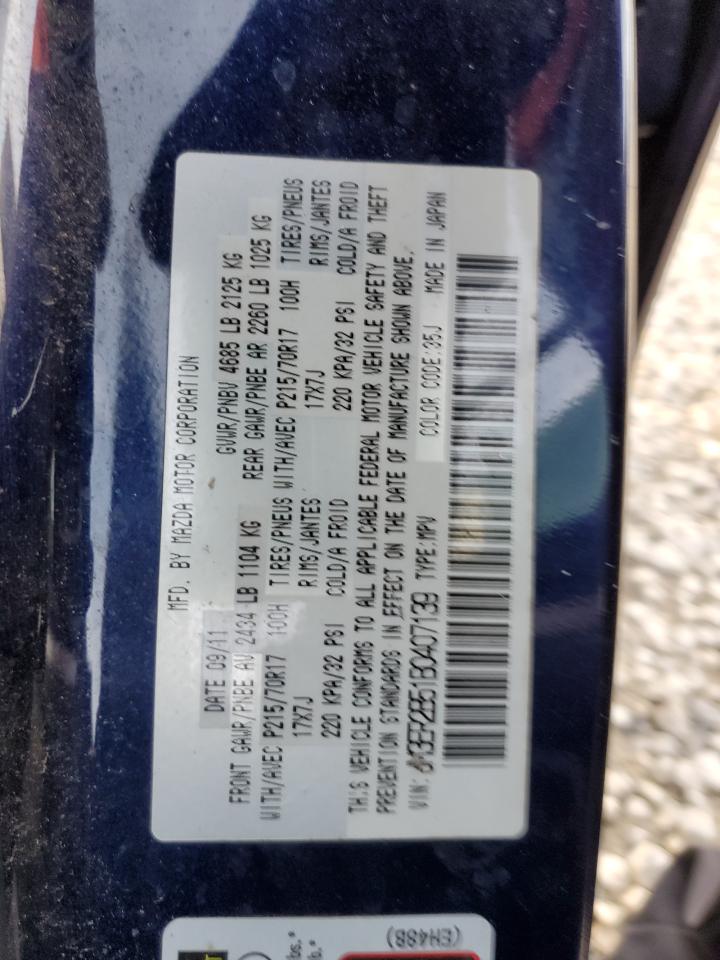 MFD. BY MAZDA MOTOR CORPORATION
DATE 09/11 GVWR/PNBV 4685 LB 2125 KG
FRONT GAWR/PNBE AV 2434 LB 1104 KG REAR GAWR/PNBE AR 2260 LB 1025 KG
WITH/AVEC P215/70R17 100H TIRES/PNEUS WITH/AVEC P215/70R17 100H TIRES/PNEUS
17X7J RIMS/JANTES 17X7J RIMS/JANTES
220 KPA/32 PSI COLD/A FROID 220 KPA/32 PSI COLD/A FROID
THIS VEHICLE CONFORMS TO ALL APPLICABLE FEDERAL MOTOR VEHICLE SAFETY AND THEFT
PREVENTION STANDARDS IN EFFECT ON THE DATE OF MANUFACTURE SHOWN ABOVE.
VIN: TYPE:MPV COLOR CODE:35J MADE IN JAPAN
(EH48B)